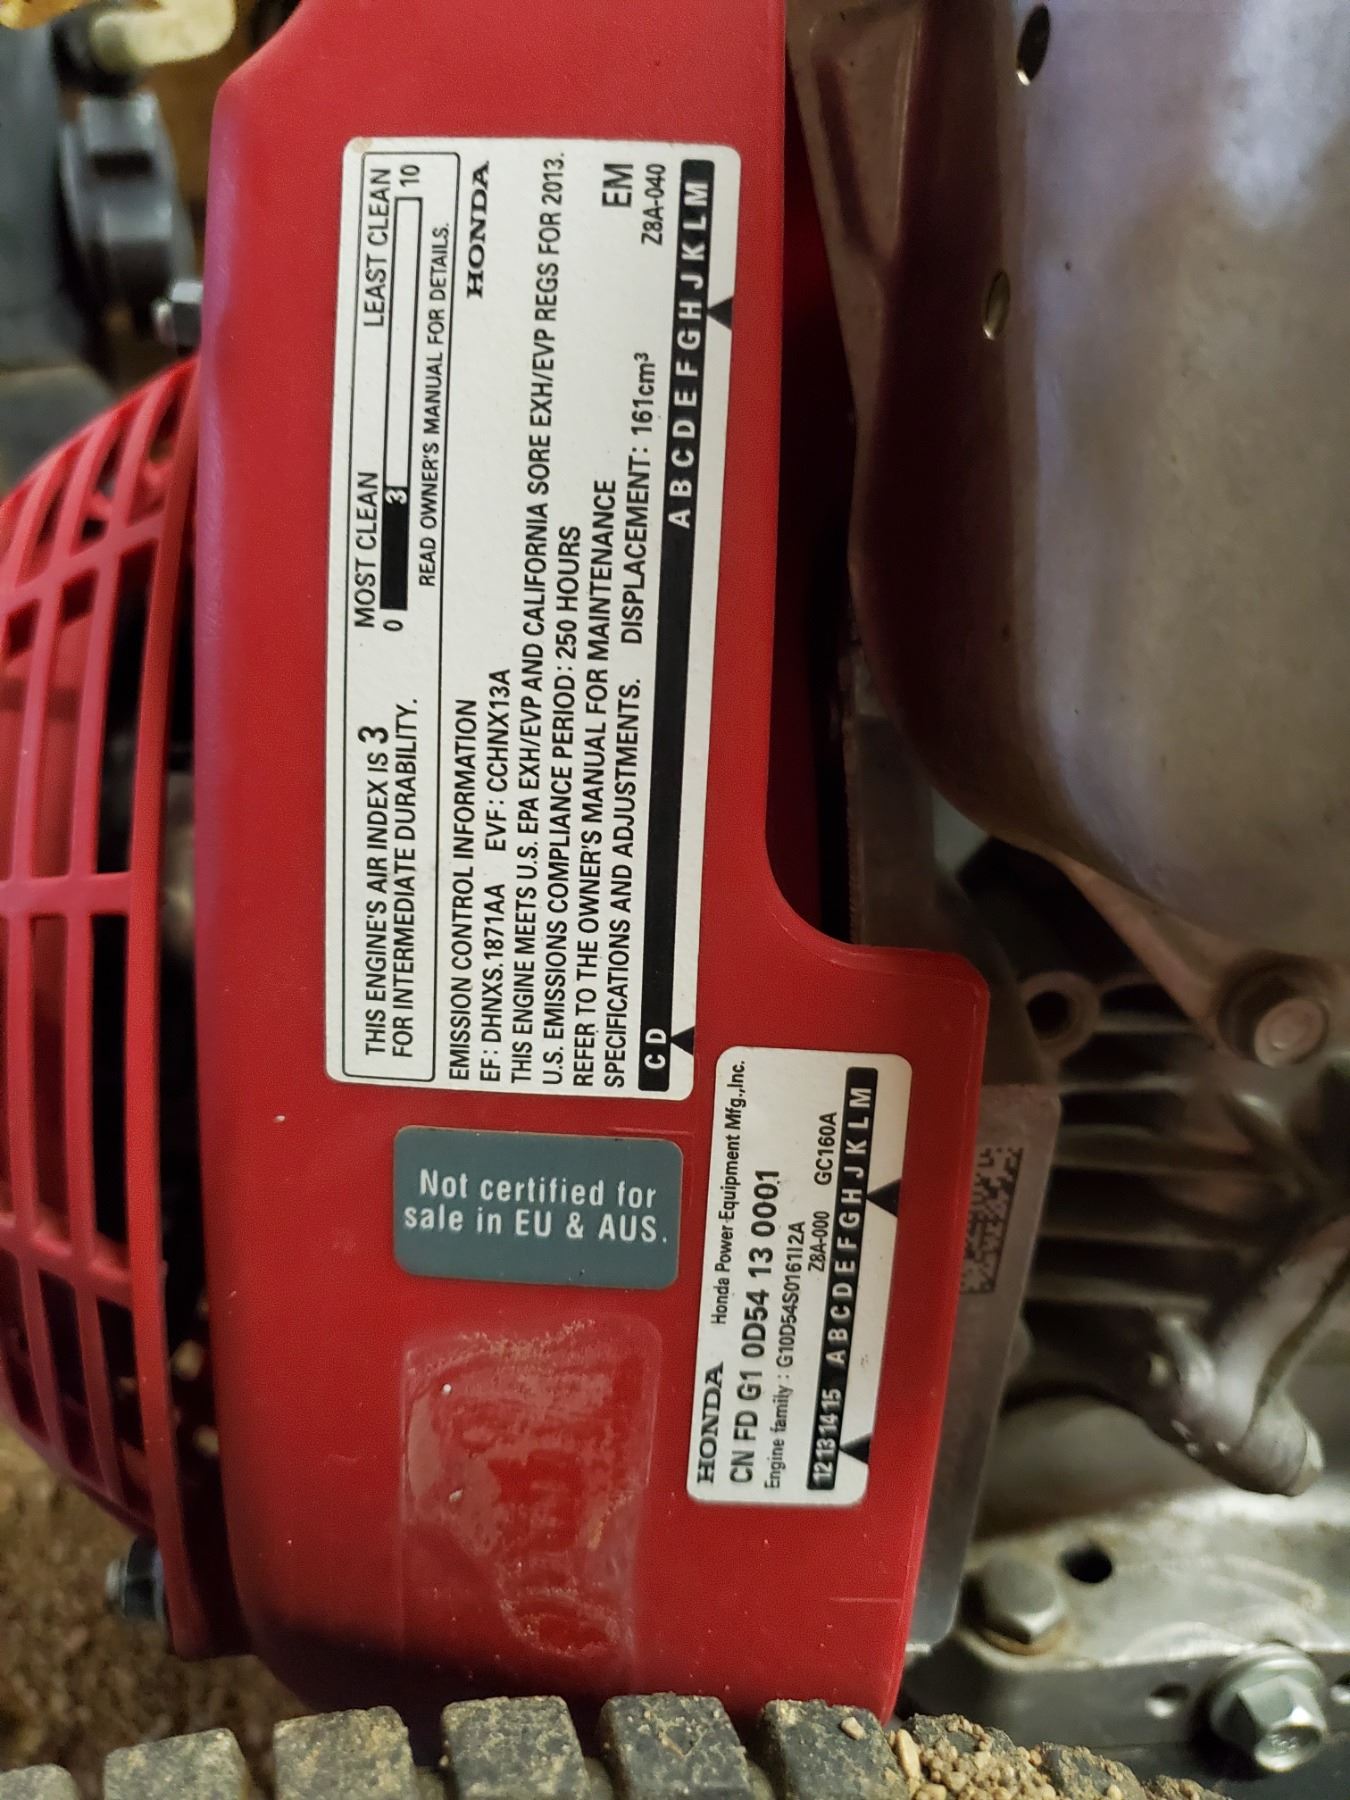 THIS ENGINE'S AIR INDEX IS 3
FOR INTERMEDIATE DURABILITY.
MOST CLEAN LEAST CLEAN
0 3 10
READ OWNER'S MANUAL FOR DETAILS.
EMISSION CONTROL INFORMATION
HONDA
EF: DHNXS.1871AA EVF: CCHNX13A
THIS ENGINE MEETS U.S. EPA EXH/EVP AND CALIFORNIA SORE EXH/EVP REGS FOR 2013.
U.S. EMISSIONS COMPLIANCE PERIOD: 250 HOURS
REFER TO THE OWNER'S MANUAL FOR MAINTENANCE
SPECIFICATIONS AND ADJUSTMENTS. DISPLACEMENT: 161cm³
EM
Z8A-040
C D A B C D E F G H J K L M
Not certified for
sale in EU & AUS.
HONDA Honda Power Equipment Mfg.,Inc.
CN FD G1 0D54 13 0001
Engine family : G10D54S0161I2A
Z8A-000 GC160A
12 13 14 15 A B C D E F G H J K L M